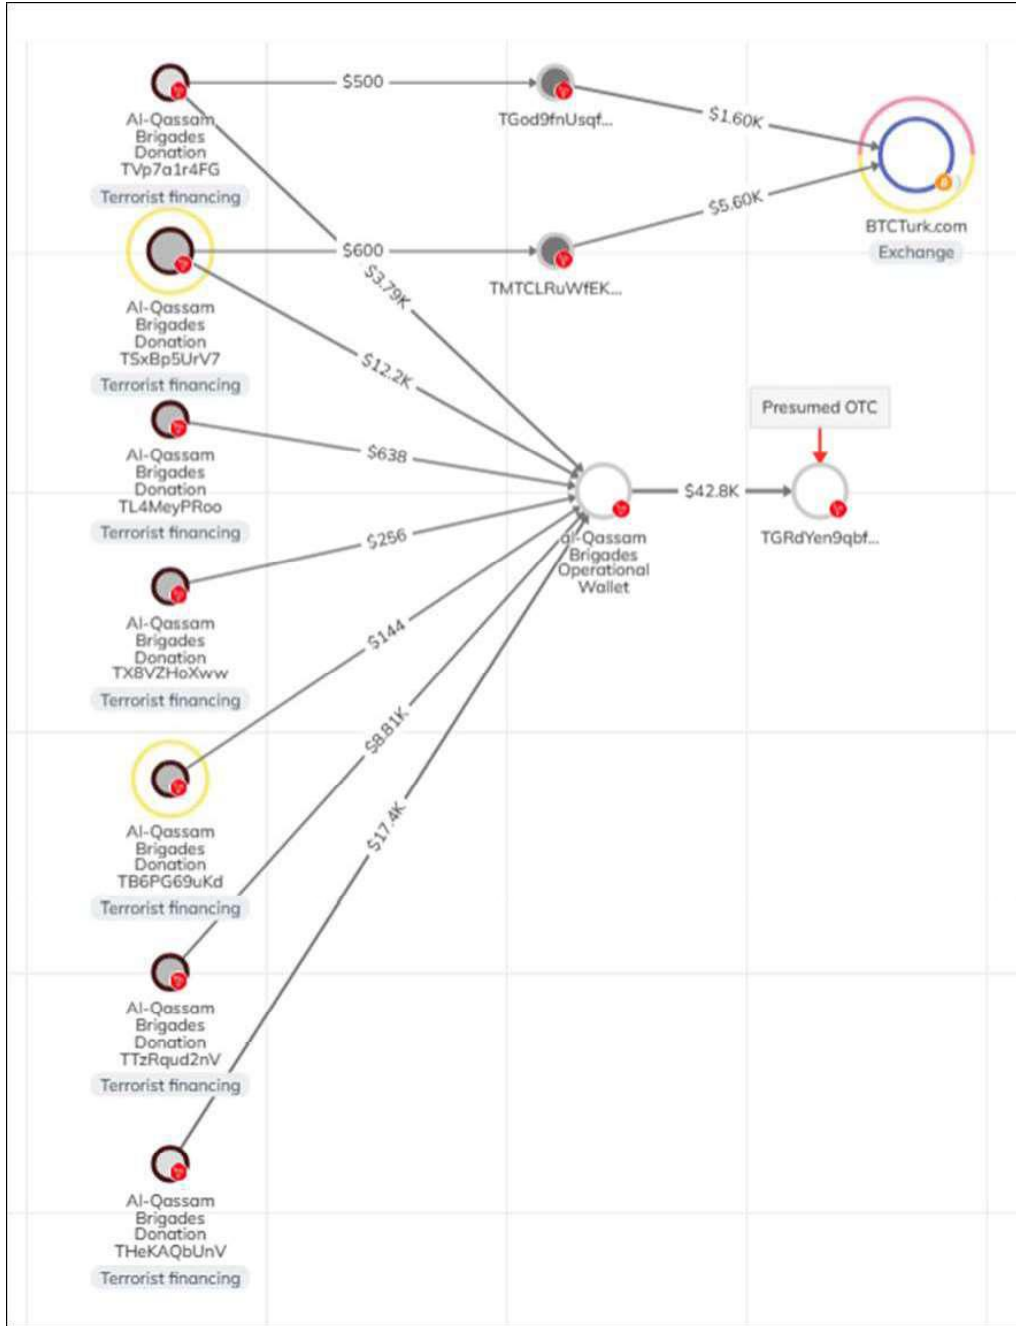 $500
TGod9fnUsqf...
$1.60K
Al-Qassam
Brigades
Donation
TVp7a1r4FG
Terrorist financing
$5.60K
BTCTurk.com
Exchange
$600
TMTCLRuWfEK...
$3.79K
Al-Qassam
Brigades
Donation
TSxBp5UrV7
Terrorist financing
$12.2K
Presumed OTC
$638
Al-Qassam
Brigades
Donation
TL4MeyPRoo
Terrorist financing
$42.8K
$256
al-Qassam
Brigades
Operational
Wallet
TGRdYen9qbf...
Al-Qassam
Brigades
Donation
TX8VZHoXww
Terrorist financing
$144
$8.81K
$17.4K
Al-Qassam
Brigades
Donation
TB6PG69uKd
Terrorist financing
Al-Qassam
Brigades
Donation
TTzRqud2nV
Terrorist financing
Al-Qassam
Brigades
Donation
THeKAQbUnV
Terrorist financing